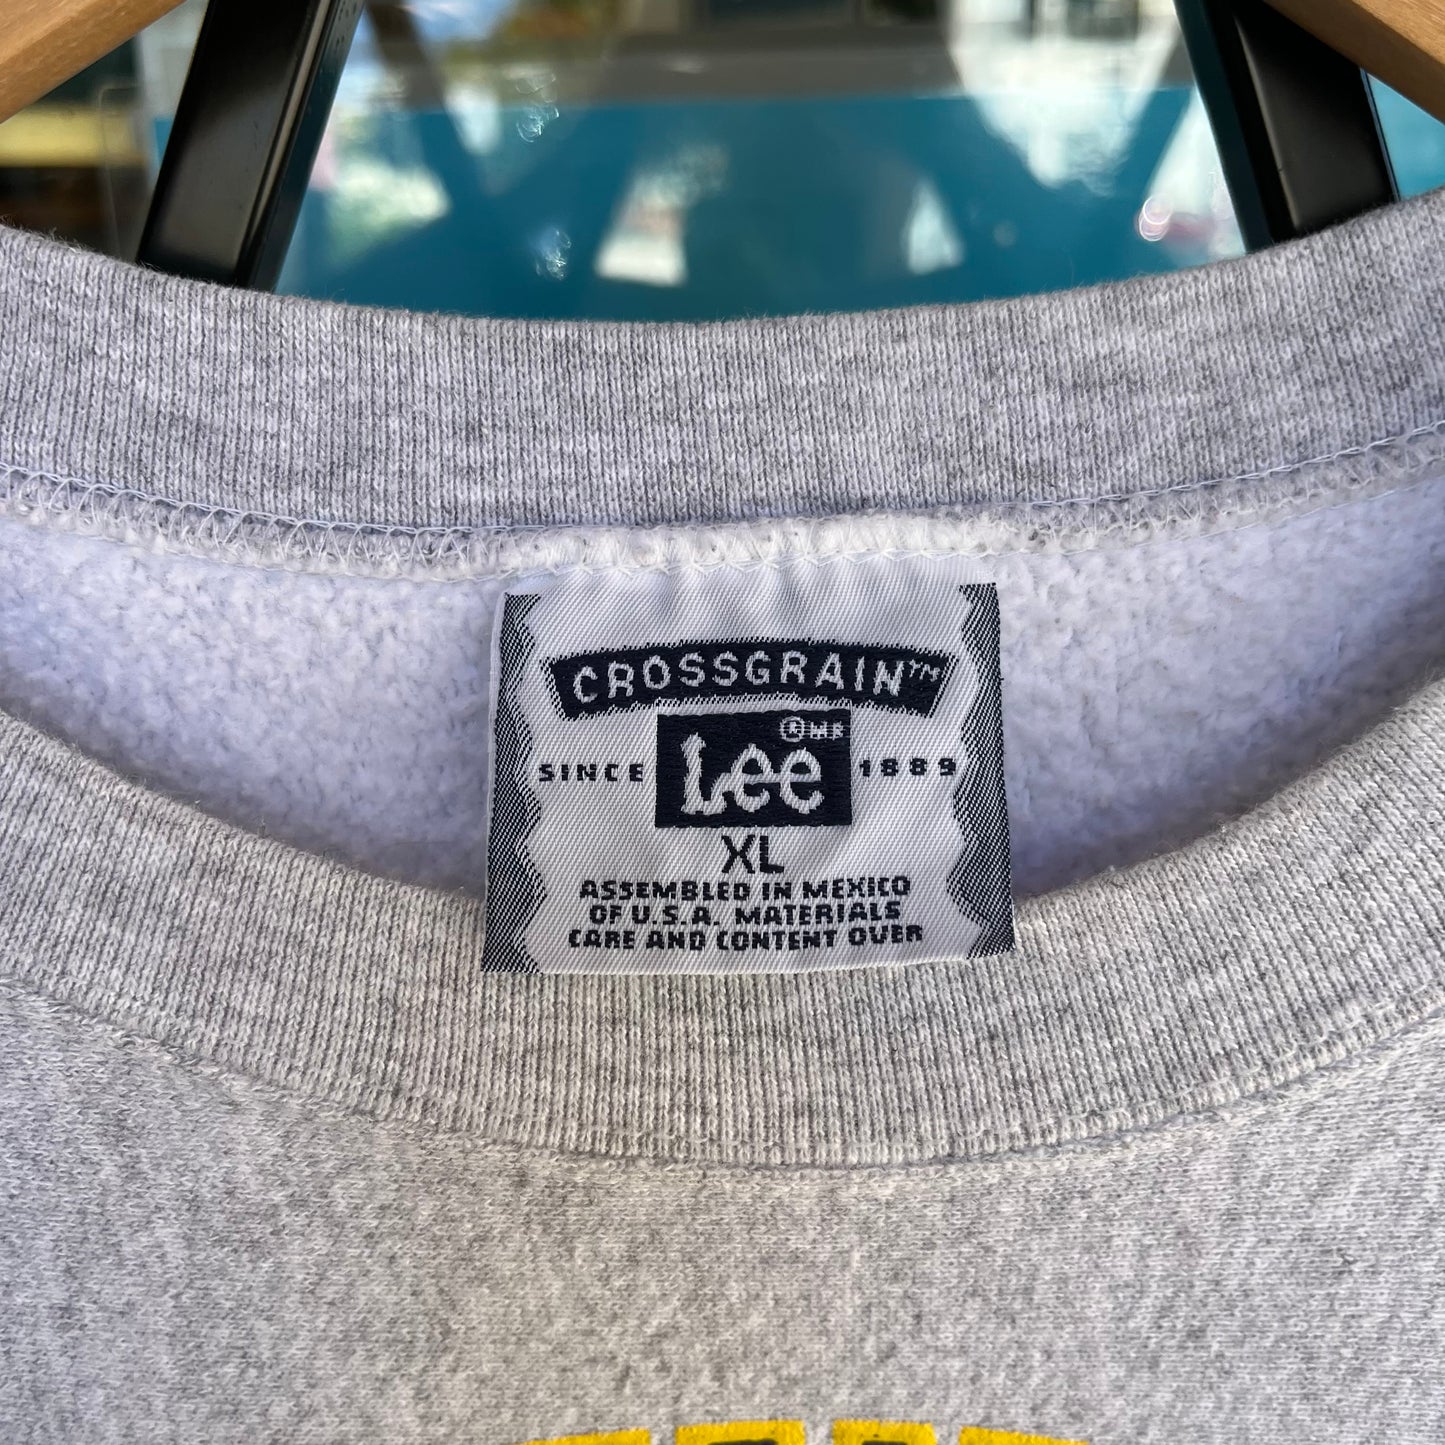 CROSSGRAIN™
® MR
SINCE Lee 1889
XL
ASSEMBLED IN MEXICO
OF U.S.A. MATERIALS
CARE AND CONTENT OVER